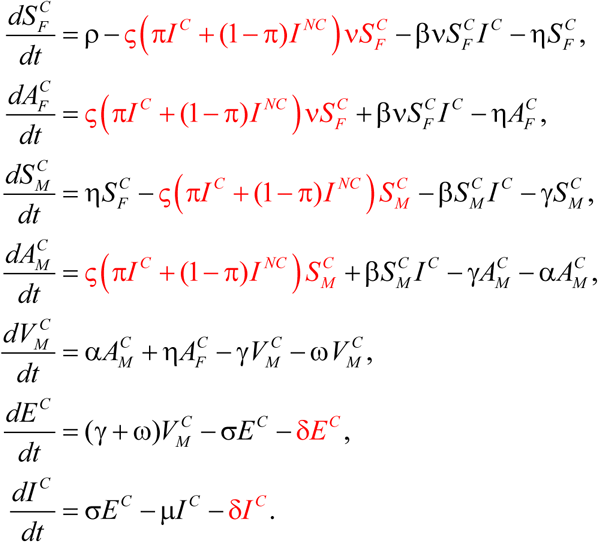 dS_F^C/dt = ρ − ς(πI^C + (1−π)I^{NC})νS_F^C − βνS_F^C I^C − ηS_F^C,
dA_F^C/dt = ς(πI^C + (1−π)I^{NC})νS_F^C + βνS_F^C I^C − ηA_F^C,
dS_M^C/dt = ηS_F^C − ς(πI^C + (1−π)I^{NC})S_M^C − βS_M^C I^C − γS_M^C,
dA_M^C/dt = ς(πI^C + (1−π)I^{NC})S_M^C + βS_M^C I^C − γA_M^C − αA_M^C,
dV_M^C/dt = αA_M^C + ηA_F^C − γV_M^C − ωV_M^C,
dE^C/dt = (γ + ω)V_M^C − σE^C − δE^C,
dI^C/dt = σE^C − μI^C − δI^C.